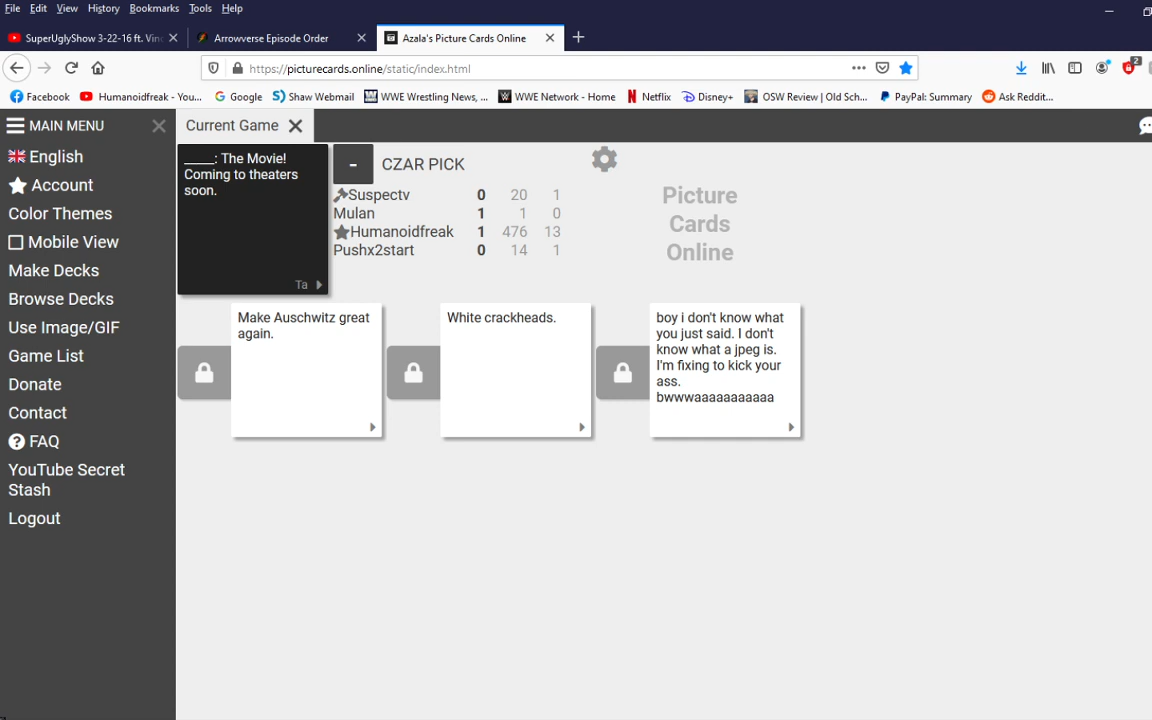 File Edit View History Bookmarks Tools Help
SuperUglyShow 3-22-16 ft. Vin
Arrowverse Episode Order
Azala's Picture Cards Online
https://picturecards.online/static/index.html
2
Facebook
Humanoidfreak - You...
Google
Shaw Webmail
WWE Wrestling News, ...
WWE Network - Home
Netflix
Disney+
OSW Review | Old Sch...
PayPal: Summary
Ask Reddit...
MAIN MENU
English
Account
Color Themes
Mobile View
Make Decks
Browse Decks
Use Image/GIF
Game List
Donate
Contact
FAQ
YouTube Secret
Stash
Logout
Current Game
_____: The Movie!
Coming to theaters
soon.
Ta
-
CZAR PICK
Suspectv 0 20 1
Mulan 1 1 0
Humanoidfreak 1 476 13
Pushx2start 0 14 1
Picture
Cards
Online
Make Auschwitz great
again.
White crackheads.
boy i don't know what
you just said. I don't
know what a jpeg is.
I'm fixing to kick your
ass.
bwwwaaaaaaaaaaa